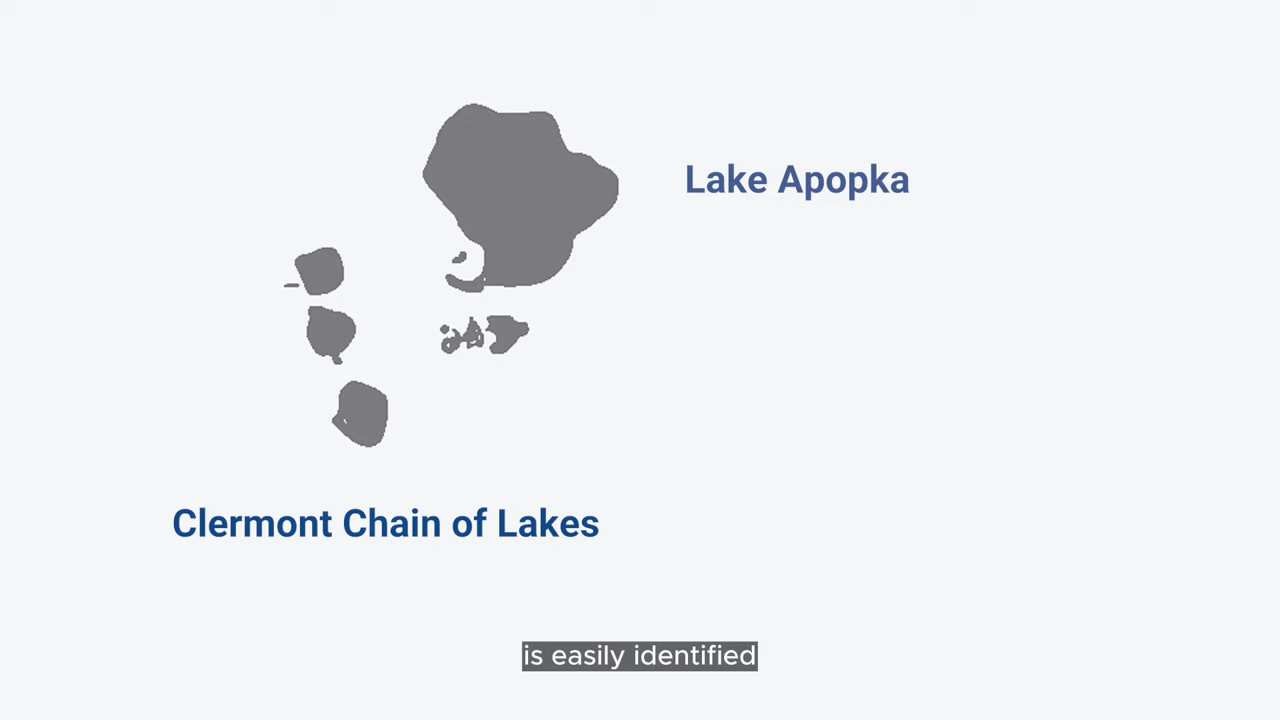 Lake Apopka
Clermont Chain of Lakes
is easily identified